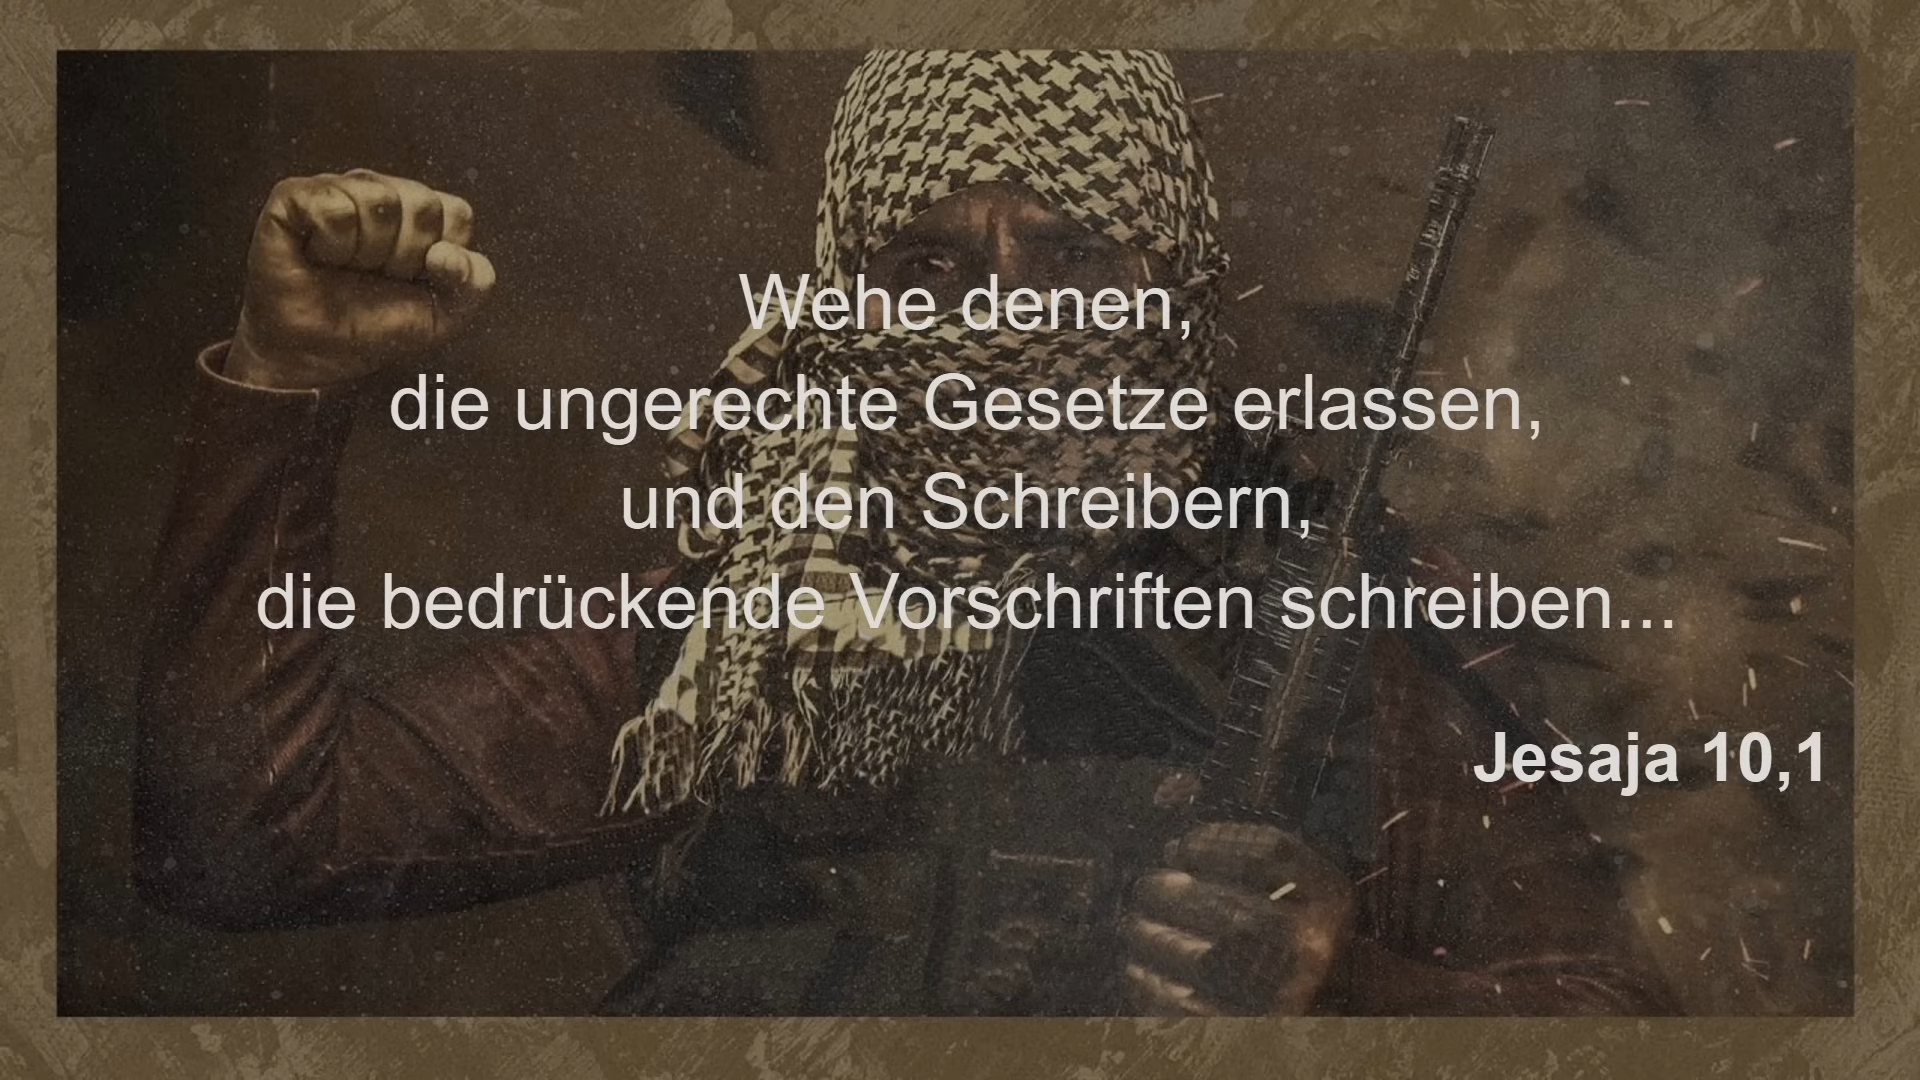 Wehe denen,
die ungerechte Gesetze erlassen,
und den Schreibern,
die bedrückende Vorschriften schreiben...
Jesaja 10,1